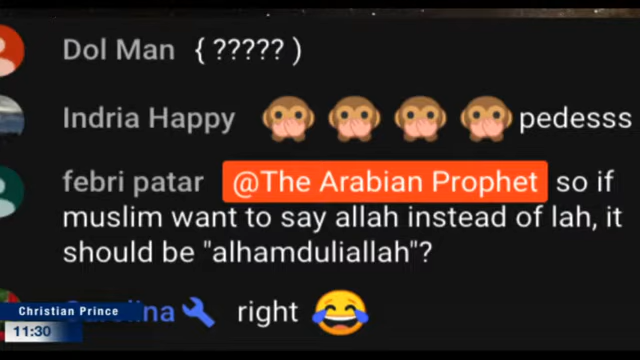 Dol Man { ????? )
Indria Happy 🙊🙊🙊🙊 pedesss
febri patar @The Arabian Prophet so if
muslim want to say allah instead of lah, it
should be "alhamduliallah"?
right 😂
Christian Prince
11:30